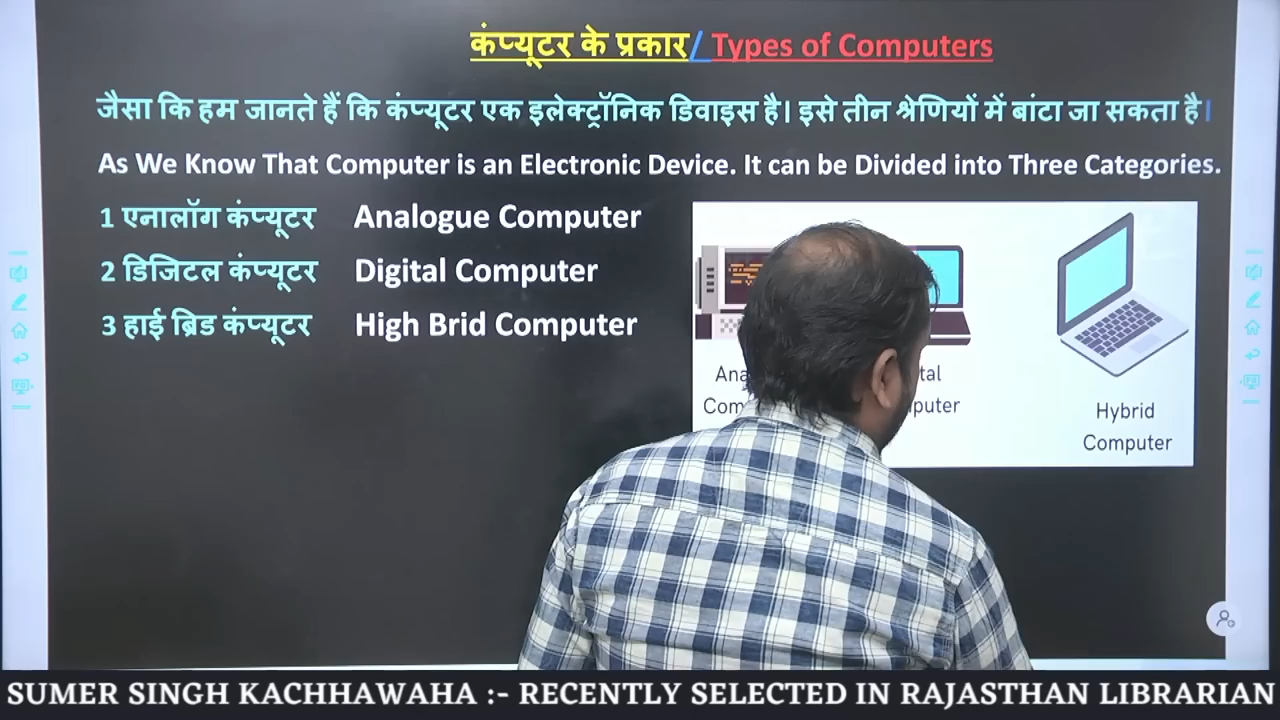 कंप्यूटर के प्रकार/ Types of Computers
जैसा कि हम जानते हैं कि कंप्यूटर एक इलेक्ट्रॉनिक डिवाइस है। इसे तीन श्रेणियों में बांटा जा सकता है।
As We Know That Computer is an Electronic Device. It can be Divided into Three Categories.
1 एनालॉग कंप्यूटर Analogue Computer
2 डिजिटल कंप्यूटर Digital Computer
3 हाई ब्रिड कंप्यूटर High Brid Computer
Hybrid
Computer
SUMER SINGH KACHHAWAHA :- RECENTLY SELECTED IN RAJASTHAN LIBRARIAN